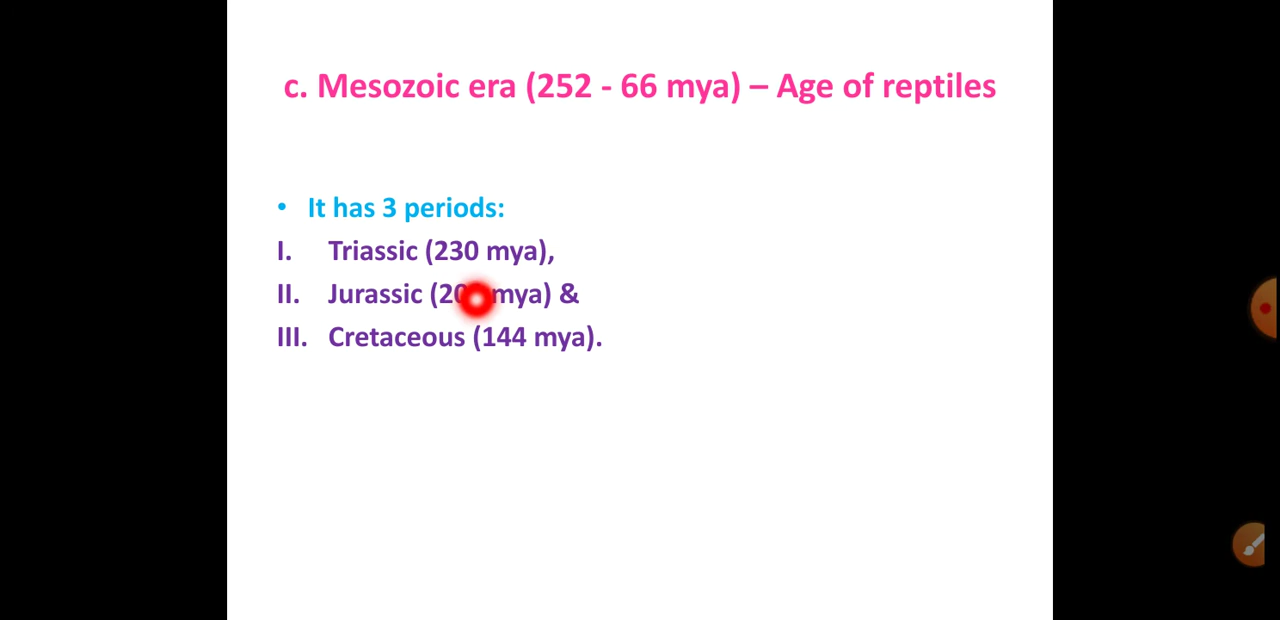 c. Mesozoic era (252 - 66 mya) – Age of reptiles
• It has 3 periods:
I. Triassic (230 mya),
II. Jurassic mya) &
III. Cretaceous (144 mya).